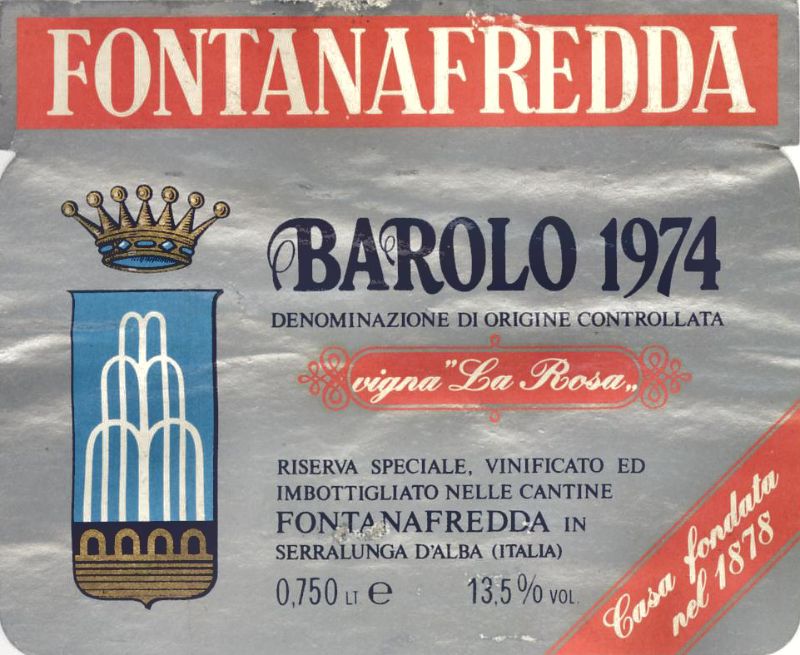 FONTANAFREDDA
BAROLO 1974
DENOMINAZIONE DI ORIGINE CONTROLLATA
vigna "La Rosa„
RISERVA SPECIALE, VINIFICATO ED
IMBOTTIGLIATO NELLE CANTINE
FONTANAFREDDA IN
SERRALUNGA D'ALBA (ITALIA)
0,750 LT e 13,5% VOL.
Casa fondata
nel 1878